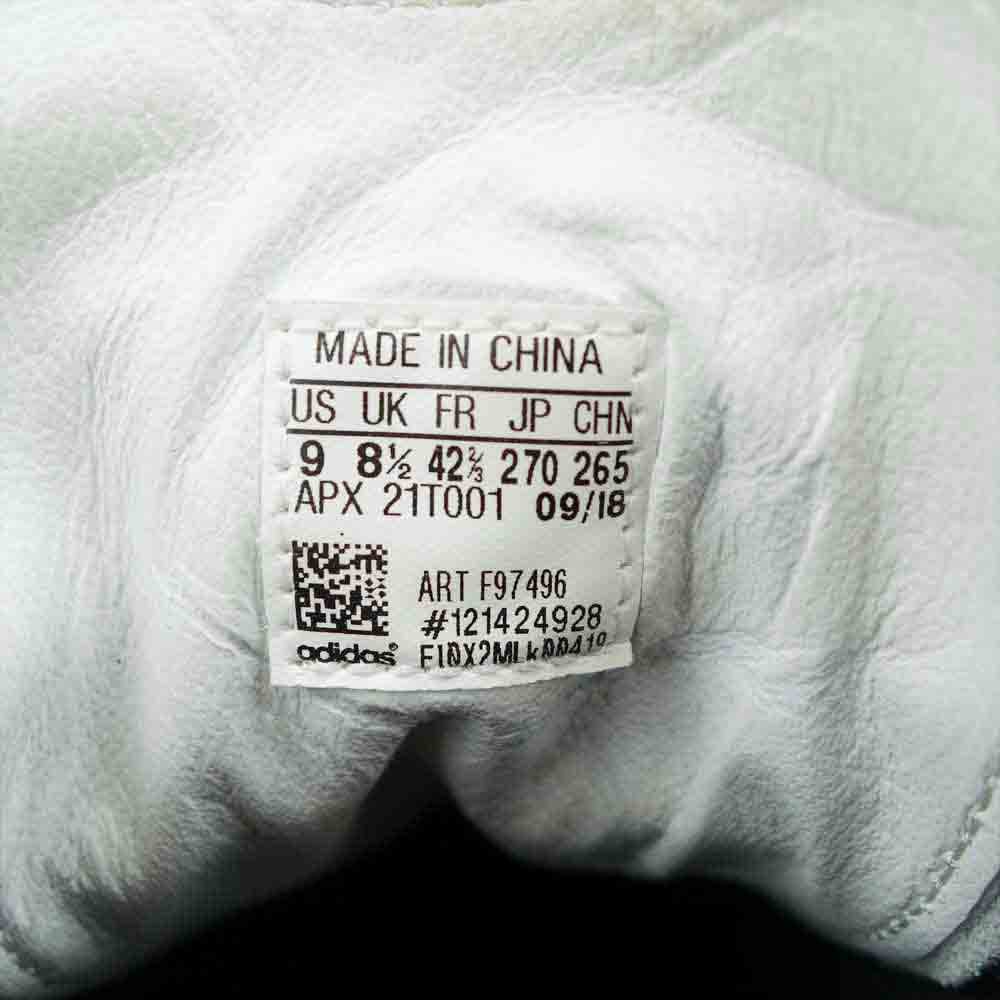 MADE IN CHINA
US UK FR JP CHN
9 8½ 42⅔ 270 265
APX 21T001 09/18
ART F97496
#121424928
adidas®